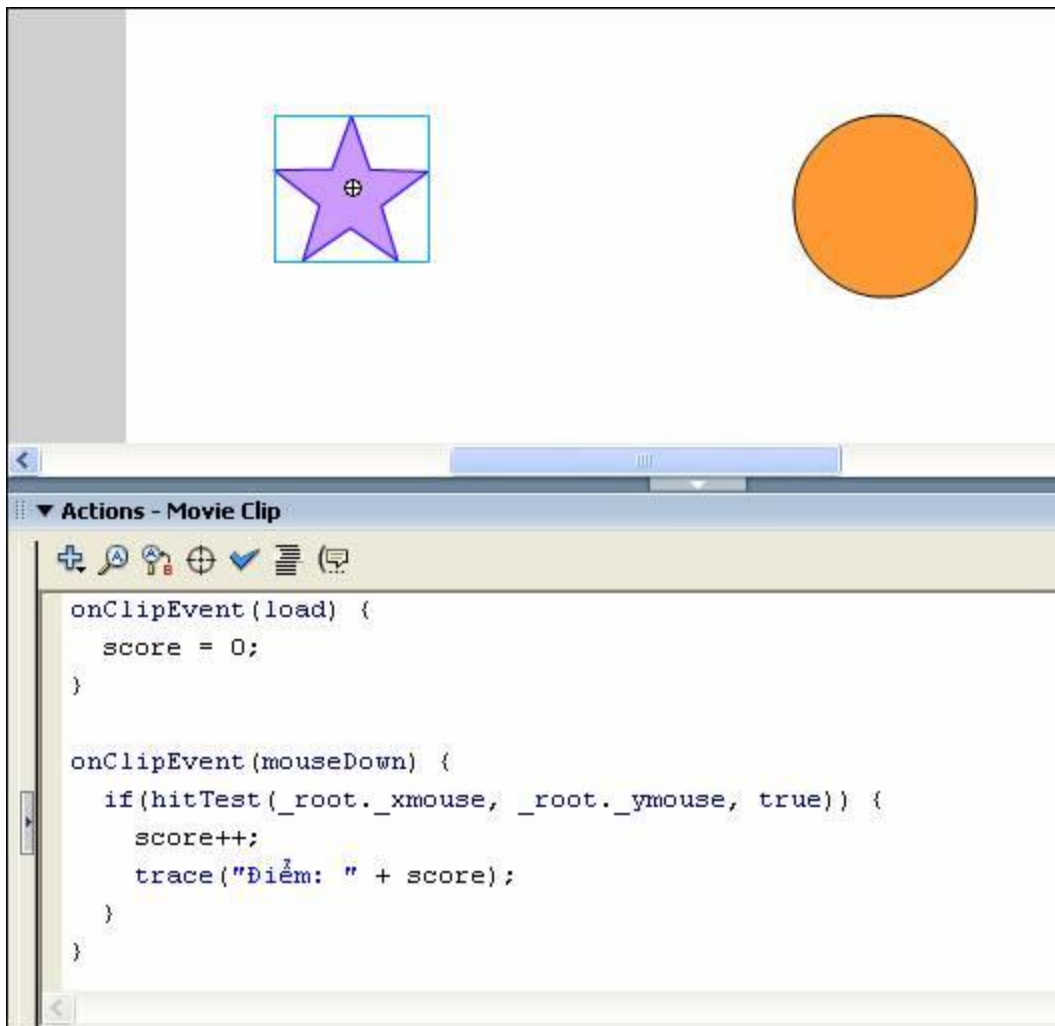 Actions - Movie Clip
onClipEvent(load) {
  score = 0;
}
onClipEvent(mouseDown) {
  if(hitTest(_root._xmouse, _root._ymouse, true)) {
    score++;
    trace("Điểm: " + score);
  }
}